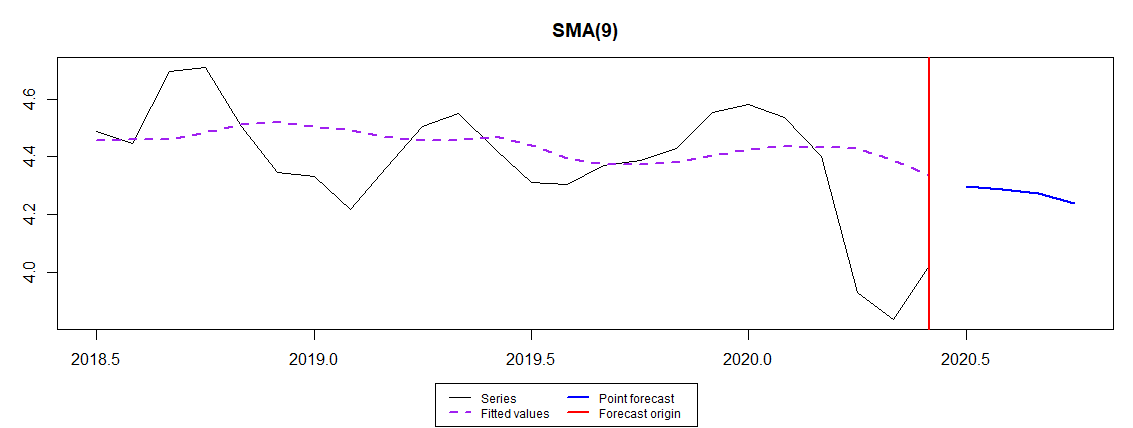 SMA(9)
4.6
4.4
4.2
4.0
2018.5 2019.0 2019.5 2020.0 2020.5
Series Point forecast
Fitted values Forecast origin